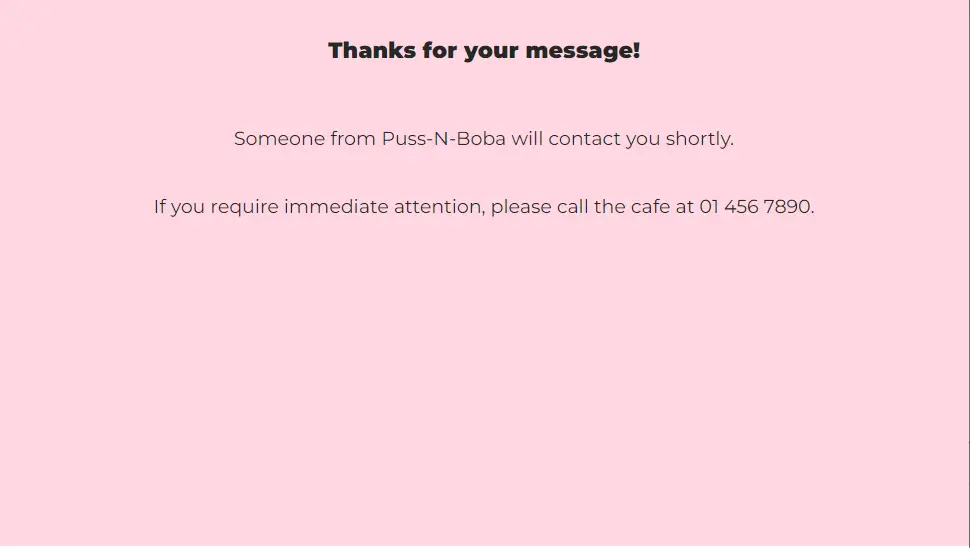 Thanks for your message!
Someone from Puss-N-Boba will contact you shortly.
If you require immediate attention, please call the cafe at 01 456 7890.